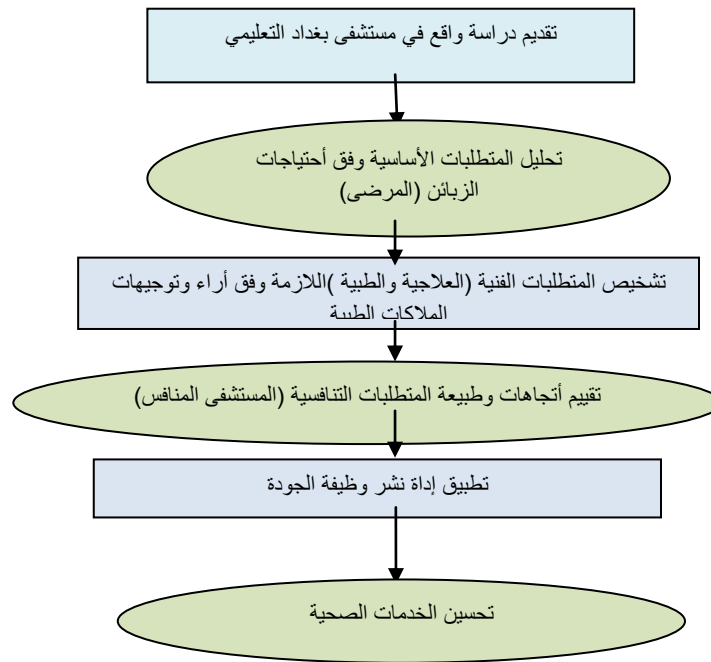 تقديم دراسة واقع في مستشفى بغداد التعليمي
تحليل المتطلبات الأساسية وفق أحتياجات
الزبائن (المرضى)
تشخيص المتطلبات الفنية (العلاجية والطبية )اللازمة وفق أراء وتوجيهات
الملاكات الطبية
تقييم أتجاهات وطبيعة المتطلبات التنافسية (المستشفى المنافس)
تطبيق إداة نشر وظيفة الجودة
تحسين الخدمات الصحية